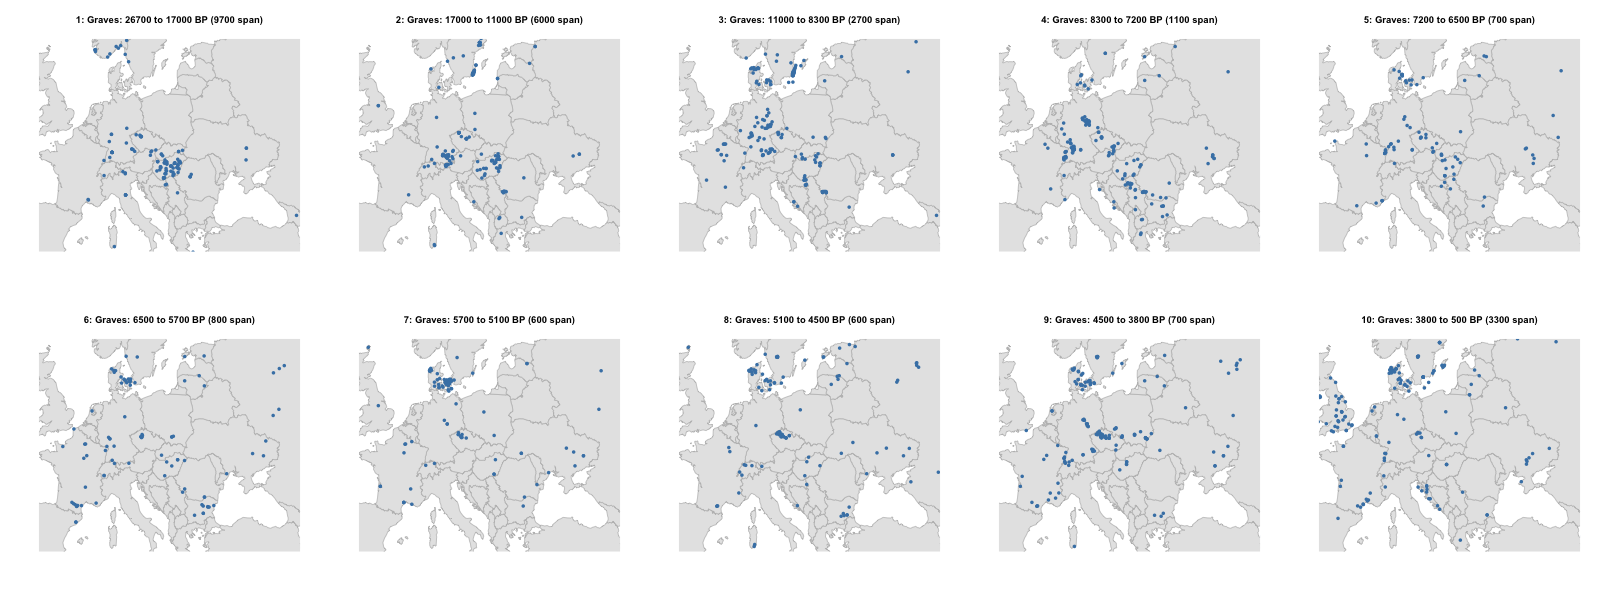 1: Graves: 26700 to 17000 BP (9700 span)
2: Graves: 17000 to 11000 BP (6000 span)
3: Graves: 11000 to 8300 BP (2700 span)
4: Graves: 8300 to 7200 BP (1100 span)
5: Graves: 7200 to 6500 BP (700 span)
6: Graves: 6500 to 5700 BP (800 span)
7: Graves: 5700 to 5100 BP (600 span)
8: Graves: 5100 to 4500 BP (600 span)
9: Graves: 4500 to 3800 BP (700 span)
10: Graves: 3800 to 500 BP (3300 span)